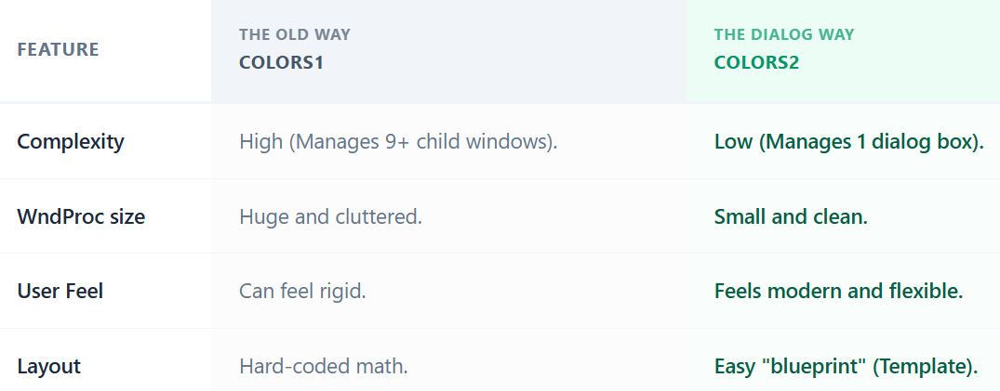 FEATURE
THE OLD WAY
COLORS1
THE DIALOG WAY
COLORS2
Complexity
High (Manages 9+ child windows).
Low (Manages 1 dialog box).
WndProc size
Huge and cluttered.
Small and clean.
User Feel
Can feel rigid.
Feels modern and flexible.
Layout
Hard-coded math.
Easy "blueprint" (Template).